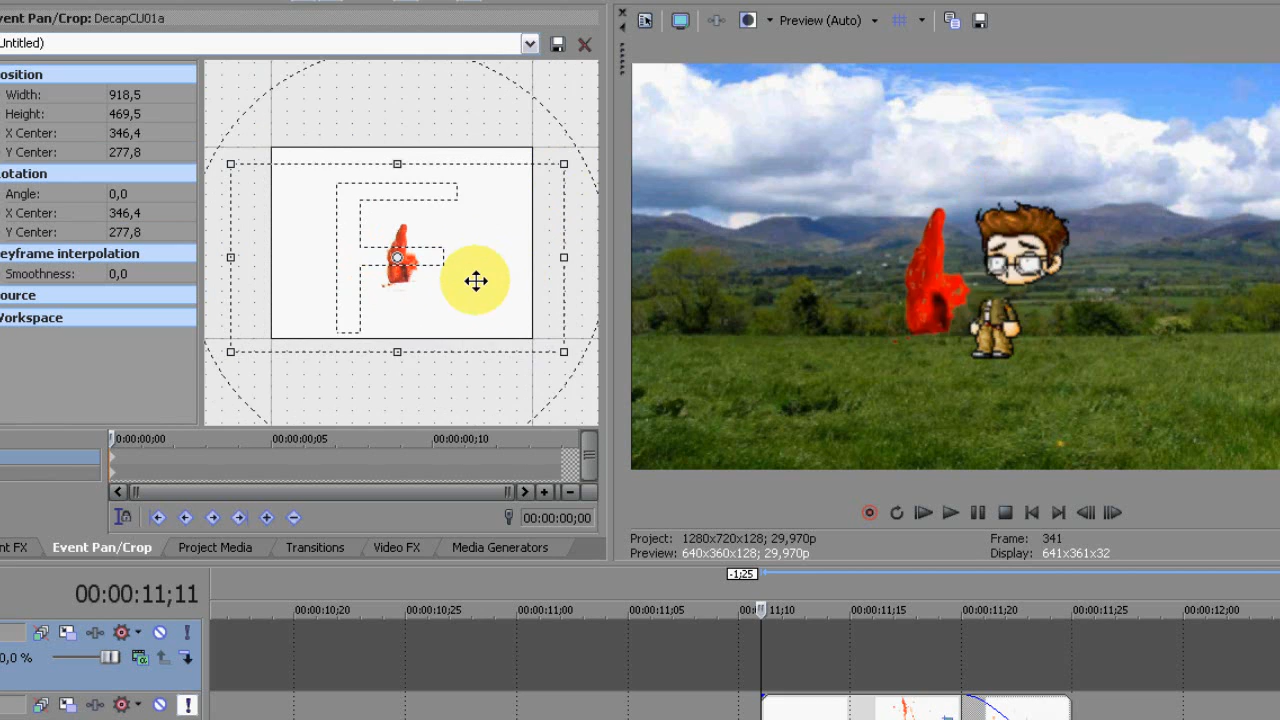 vent Pan/Crop: DecapCU01a
Untitled)
osition
Width: 918,5
Height: 469,5
X Center: 346,4
Y Center: 277,8
otation
Angle: 0,0
X Center: 346,4
Y Center: 277,8
eyframe interpolation
Smoothness: 0,0
ource
Workspace
Preview (Auto)
00:00:00;00 00:00:00;05 00:00:00;10
00:00:00;00
nt FX Event Pan/Crop Project Media Transitions Video FX Media Generators
Project: 1280x720x128; 29,970p Frame: 341
Preview: 640x360x128; 29,970p Display: 641x361x32
-1;25
00:00:11;11
00:00:10;20 00:00:10;25 00:00:11;00 00:00:11;05 00:0 11;10 00:00:11;15 00:00:11;20 00:00:11;25 00:00:12;00
0,0 %